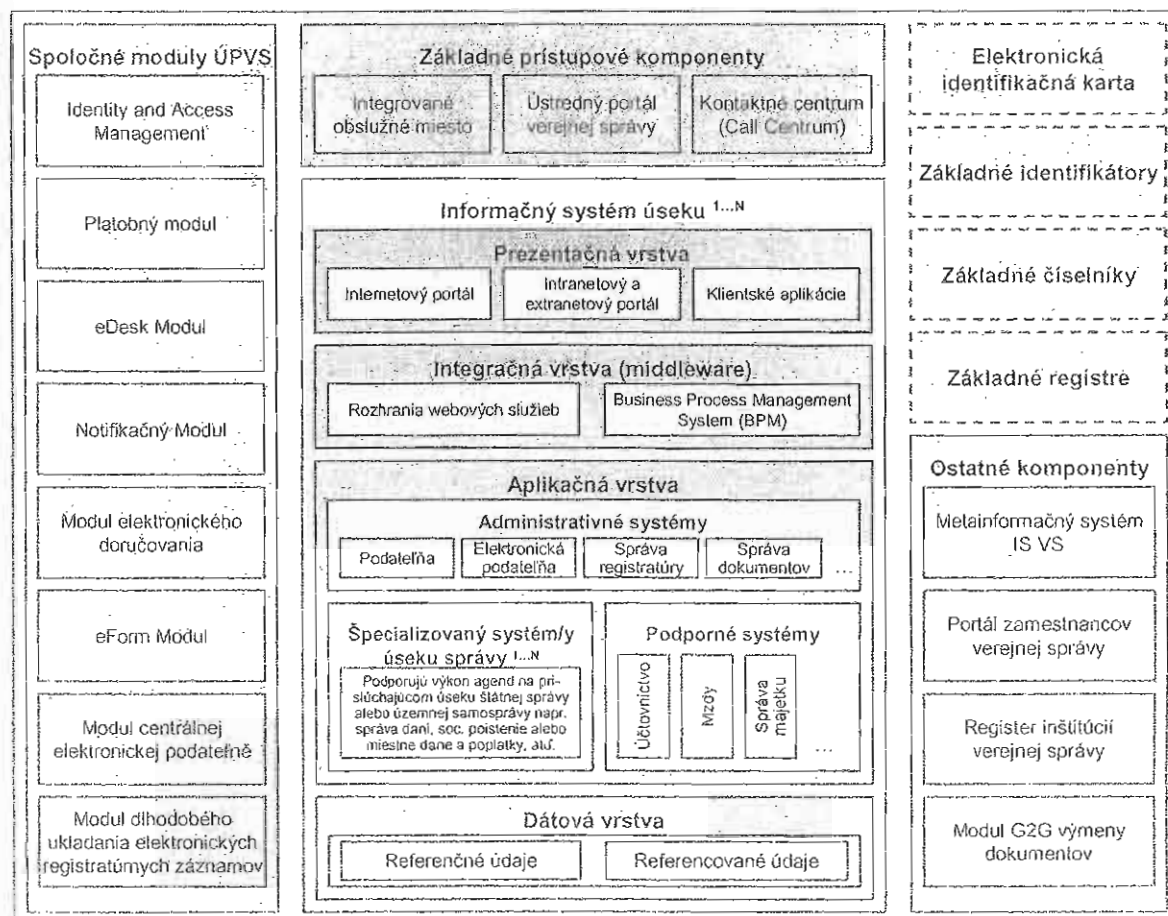 Spoločné moduly ÚPVS
Identity and Access
Management
Platobný modul
eDesk Modul
Notifikačný Modul
Modul elektronického
doručovania
eForm Modul
Modul centrálnej
elektronickej podateľně
Modul dlhodobého
ukladania elektronických
registratúrnych záznamov
Základné prístupové komponenty
Integrované
obslužné miesto
Ústredný portál
verejnej správy
Kontaktné centrum
(Call Centrum)
Informačný systém úseku 1...N
Prezentačná vrstva
Internetový portál
Intranetový a
extranetový portál
Klientské aplikácie
Integračná vrstva (middleware)
Rozhrania webových služieb
Business Process Management
System (BPM)
Aplikačná vrstva
Administratívné systémy
Podateľňa
Elektronická
podateľňa
Správa
registratúry
Správa
dokumentov
...
Špecializovaný systém/y
úseku správy 1...N
Podporujú výkon agend na pri-
slúchajúcom úseku štátnej správy
alebo územnej samosprávy napr.
správa daní, soc. poistenie alebo
miestne dane a poplatky, atď.
Podporné systémy
Účtovníctvo
Mzdy
Správa
majetku
...
Dátová vrstva
Referenčné údaje
Referencované údaje
Elektronická
identifikačná karta
Základné identifikátory
Základné číselníky
Základné registre
Ostatné komponenty
Metainformačný systém
IS VS
Portál zamestnancov
verejnej správy
Register inštitúcií
verejnej správy
Modul G2G výmeny
dokumentov